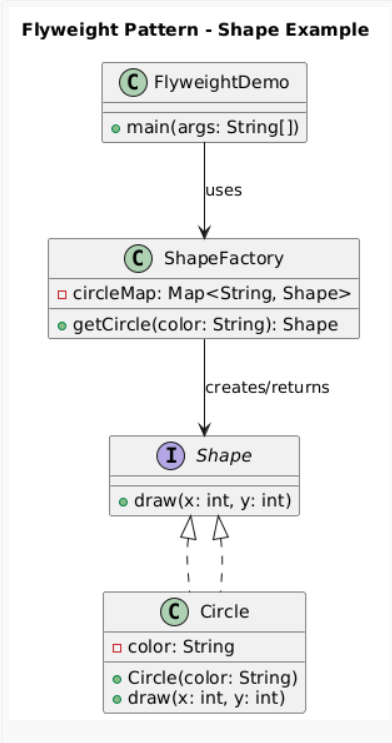 Flyweight Pattern - Shape Example
C FlyweightDemo
main(args: String[])
uses
C ShapeFactory
circleMap: Map<String, Shape>
getCircle(color: String): Shape
creates/returns
I Shape
draw(x: int, y: int)
C Circle
color: String
Circle(color: String)
draw(x: int, y: int)